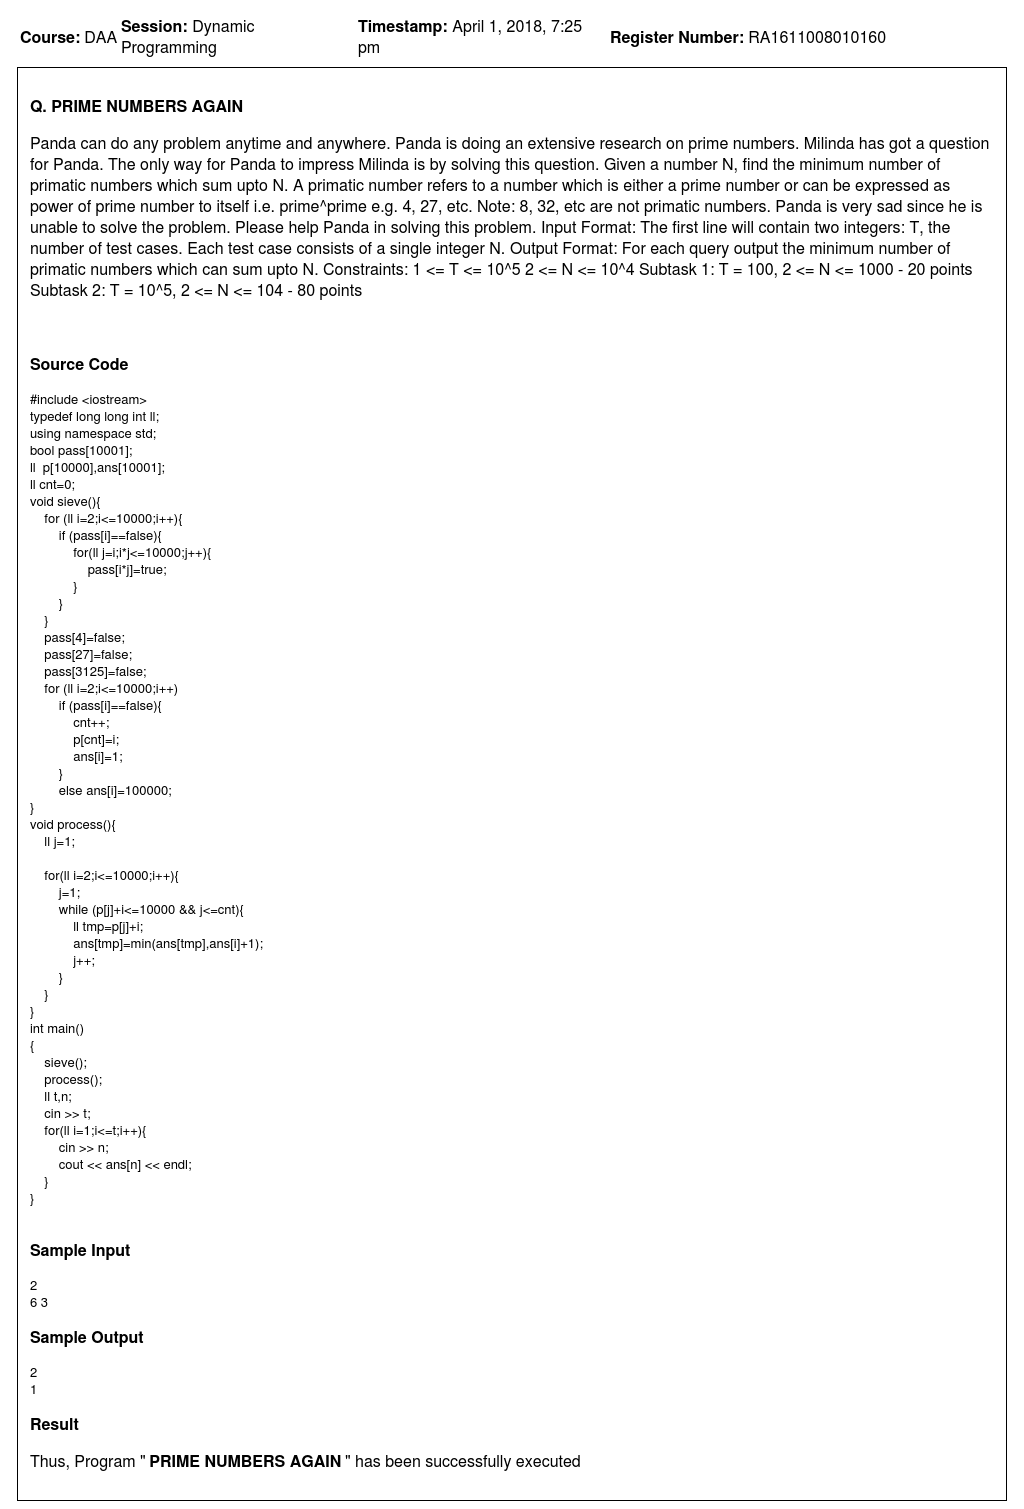 Course: DAA Session: Dynamic Programming Timestamp: April 1, 2018, 7:25 pm Register Number: RA1611008010160
Q. PRIME NUMBERS AGAIN
Panda can do any problem anytime and anywhere. Panda is doing an extensive research on prime numbers. Milinda has got a question
for Panda. The only way for Panda to impress Milinda is by solving this question. Given a number N, find the minimum number of
primatic numbers which sum upto N. A primatic number refers to a number which is either a prime number or can be expressed as
power of prime number to itself i.e. prime^prime e.g. 4, 27, etc. Note: 8, 32, etc are not primatic numbers. Panda is very sad since he is
unable to solve the problem. Please help Panda in solving this problem. Input Format: The first line will contain two integers: T, the
number of test cases. Each test case consists of a single integer N. Output Format: For each query output the minimum number of
primatic numbers which can sum upto N. Constraints: 1 <= T <= 10^5 2 <= N <= 10^4 Subtask 1: T = 100, 2 <= N <= 1000 - 20 points
Subtask 2: T = 10^5, 2 <= N <= 104 - 80 points
Source Code
#include <iostream>
typedef long long int ll;
using namespace std;
bool pass[10001];
ll  p[10000],ans[10001];
ll cnt=0;
void sieve(){
    for (ll i=2;i<=10000;i++){
        if (pass[i]==false){
            for(ll j=i;i*j<=10000;j++){
                pass[i*j]=true;
            }
        }
    }
    pass[4]=false;
    pass[27]=false;
    pass[3125]=false;
    for (ll i=2;i<=10000;i++)
        if (pass[i]==false){
            cnt++;
            p[cnt]=i;
            ans[i]=1;
        }
        else ans[i]=100000;
}
void process(){
    ll j=1;
    for(ll i=2;i<=10000;i++){
        j=1;
        while (p[j]+i<=10000 && j<=cnt){
            ll tmp=p[j]+i;
            ans[tmp]=min(ans[tmp],ans[i]+1);
            j++;
        }
    }
}
int main()
{
    sieve();
    process();
    ll t,n;
    cin >> t;
    for(ll i=1;i<=t;i++){
        cin >> n;
        cout << ans[n] << endl;
    }
}
Sample Input
2
6 3
Sample Output
2
1
Result
Thus, Program " PRIME NUMBERS AGAIN " has been successfully executed